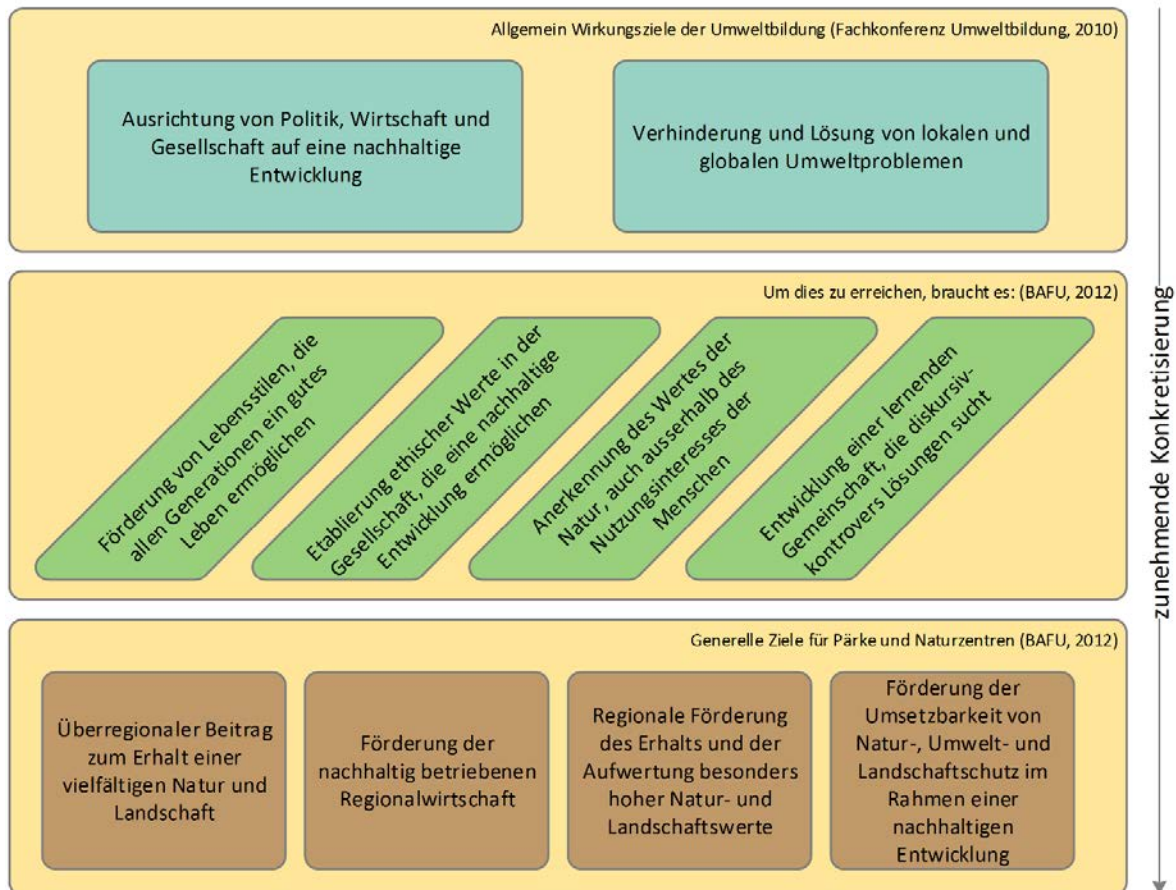 Allgemein Wirkungsziele der Umweltbildung (Fachkonferenz Umweltbildung, 2010)
Ausrichtung von Politik, Wirtschaft und
Gesellschaft auf eine nachhaltige
Entwicklung
Verhinderung und Lösung von lokalen und
globalen Umweltproblemen
Um dies zu erreichen, braucht es: (BAFU, 2012)
Förderung von Lebensstilen, die
allen Generationen ein gutes
Leben ermöglichen
Etablierung ethischer Werte in der
Gesellschaft, die eine nachhaltige
Entwicklung ermöglichen
Anerkennung des Wertes der
Natur, auch ausserhalb des
Nutzungsinteresses der
Menschen
Entwicklung einer lernenden
Gemeinschaft, die diskursiv-
kontrovers Lösungen sucht
Generelle Ziele für Pärke und Naturzentren (BAFU, 2012)
Überregionaler Beitrag
zum Erhalt einer
vielfältigen Natur und
Landschaft
Förderung der
nachhaltig betriebenen
Regionalwirtschaft
Regionale Förderung
des Erhalts und der
Aufwertung besonders
hoher Natur- und
Landschaftswerte
Förderung der
Umsetzbarkeit von
Natur-, Umwelt- und
Landschaftschutz im
Rahmen einer
nachhaltigen
Entwicklung
zunehmende Konkretisierung